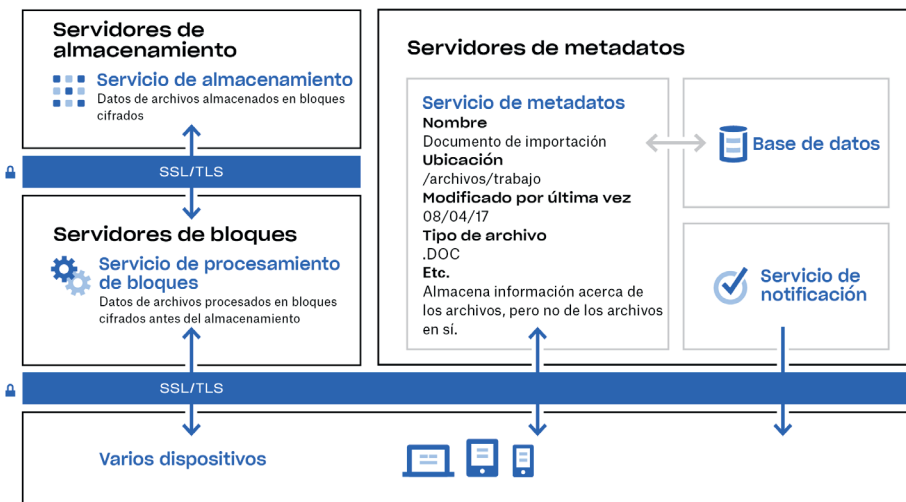 Servidores de
almacenamiento
Servicio de almacenamiento
Datos de archivos almacenados en bloques
cifrados
SSL/TLS
Servidores de bloques
Servicio de procesamiento
de bloques
Datos de archivos procesados en bloques
cifrados antes del almacenamiento
Servidores de metadatos
Servicio de metadatos
Nombre
Documento de importación
Ubicación
/archivos/trabajo
Modificado por última vez
08/04/17
Tipo de archivo
.DOC
Etc.
Almacena información acerca de
los archivos, pero no de los archivos
en sí.
Base de datos
Servicio de
notificación
SSL/TLS
Varios dispositivos